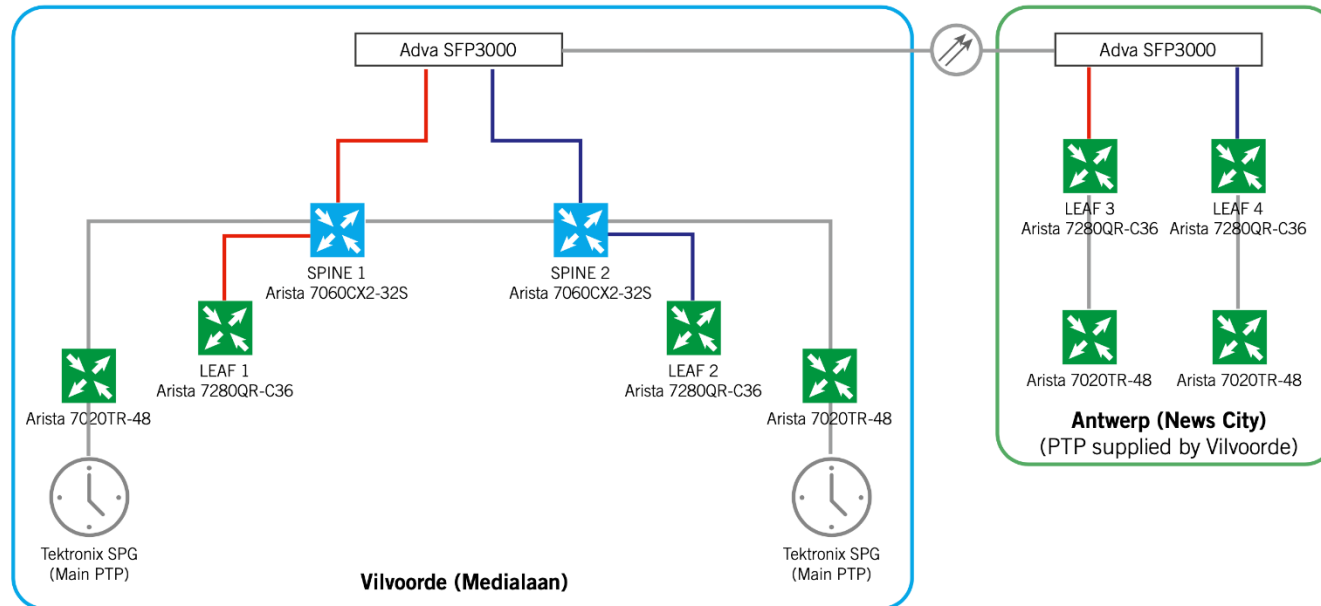 Adva SFP3000
Adva SFP3000
SPINE 1
Arista 7060CX2-32S
SPINE 2
Arista 7060CX2-32S
LEAF 1
Arista 7280QR-C36
LEAF 2
Arista 7280QR-C36
Arista 7020TR-48
Arista 7020TR-48
Tektronix SPG
(Main PTP)
Tektronix SPG
(Main PTP)
Vilvoorde (Medialaan)
LEAF 3
Arista 7280QR-C36
LEAF 4
Arista 7280QR-C36
Arista 7020TR-48
Arista 7020TR-48
Antwerp (News City)
(PTP supplied by Vilvoorde)